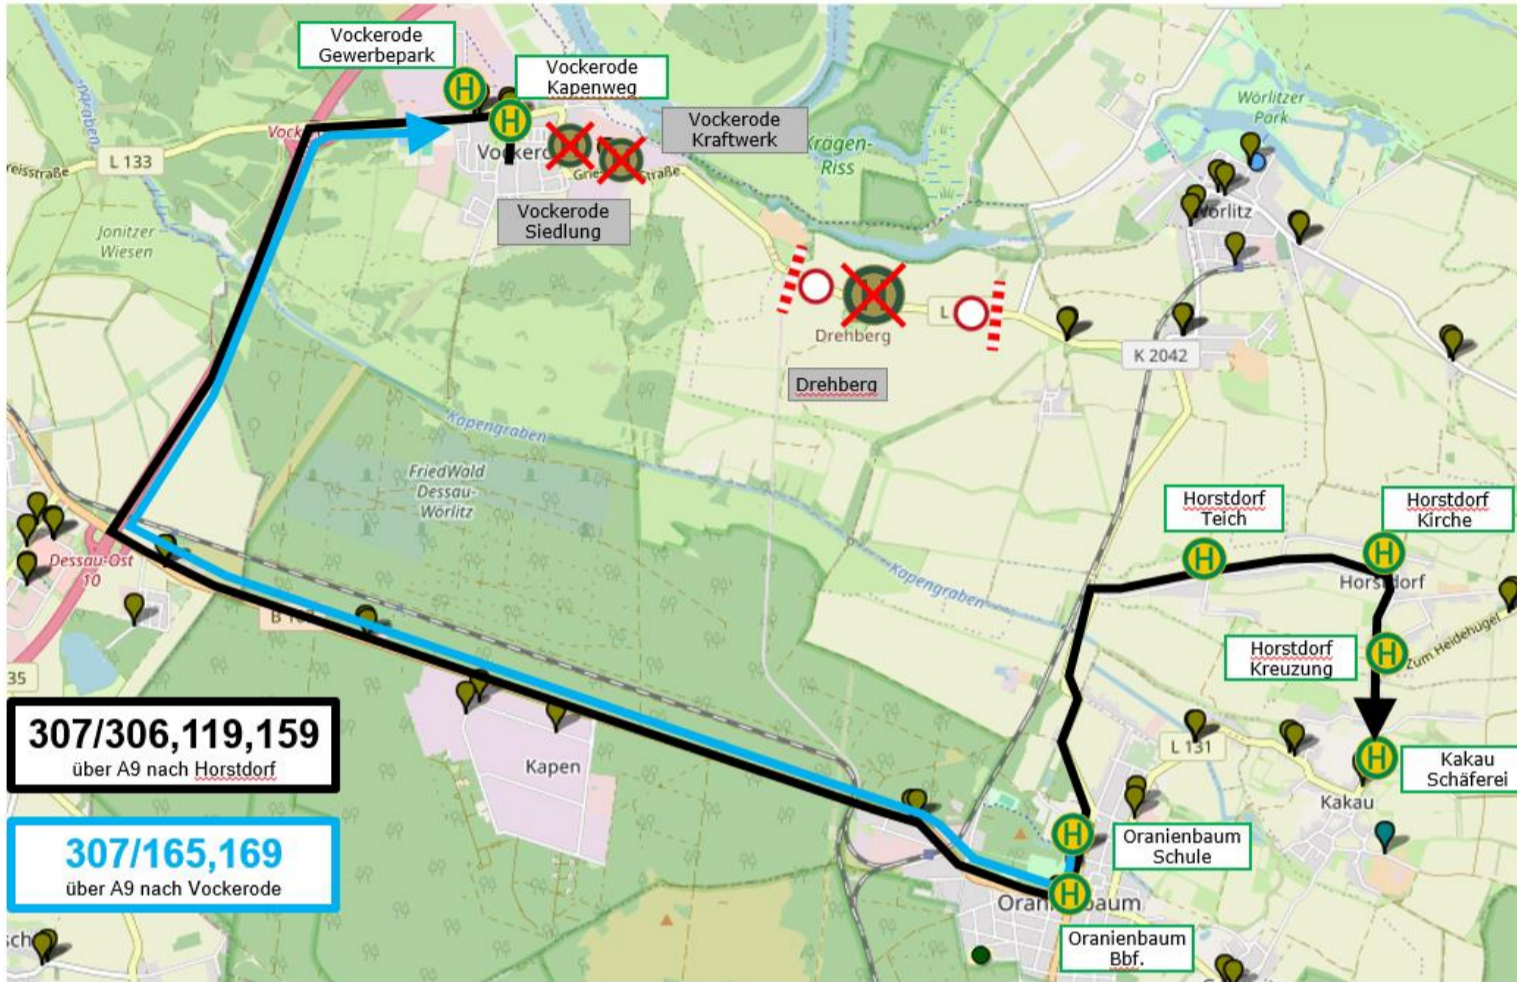 Vockerode
Gewerbepark
Vockerode
Kapenweg
Vockerode
Kraftwerk
Krägen-
Riss
Wörlitzer
Park
L 133
Jonitzer
Wiesen
Vockerode
Siedlung
Wörlitz
Drehberg
L
K 2042
Drehberg
Kapengraben
FriedWald
Dessau-
Wörlitz
Dessau-Ost
10
Kapengraben
Horstdorf
Teich
Horstdorf
Kirche
Horstdorf
Horstdorf
Kreuzung
Zum Heidehügel
35
307/306,119,159
über A9 nach Horstdorf
Kapen
L 131
Kakau
Schäferei
Kakau
307/165,169
über A9 nach Vockerode
Oranienbaum
Schule
Oranienbaum
Bbf.
H
H
H
H
H
H
H
H